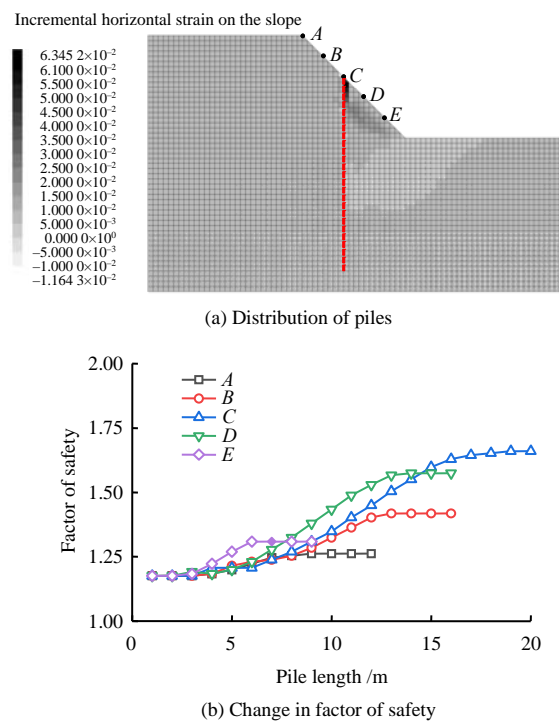 Incremental horizontal strain on the slope
6.345 2×10⁻²
6.100 0×10⁻²
5.500 0×10⁻²
5.000 0×10⁻²
4.500 0×10⁻²
4.000 0×10⁻²
3.500 0×10⁻²
3.000 0×10⁻²
2.500 0×10⁻²
2.000 0×10⁻²
1.500 0×10⁻²
1.000 0×10⁻²
5.000 0×10⁻³
0.000 0×10⁰
−5.000 0×10⁻³
−1.000 0×10⁻²
−1.164 3×10⁻²
A
B
C
D
E
(a) Distribution of piles
2.00
1.75
1.50
1.25
1.00
Factor of safety
A
B
C
D
E
0
5
10
15
20
Pile length /m
(b) Change in factor of safety